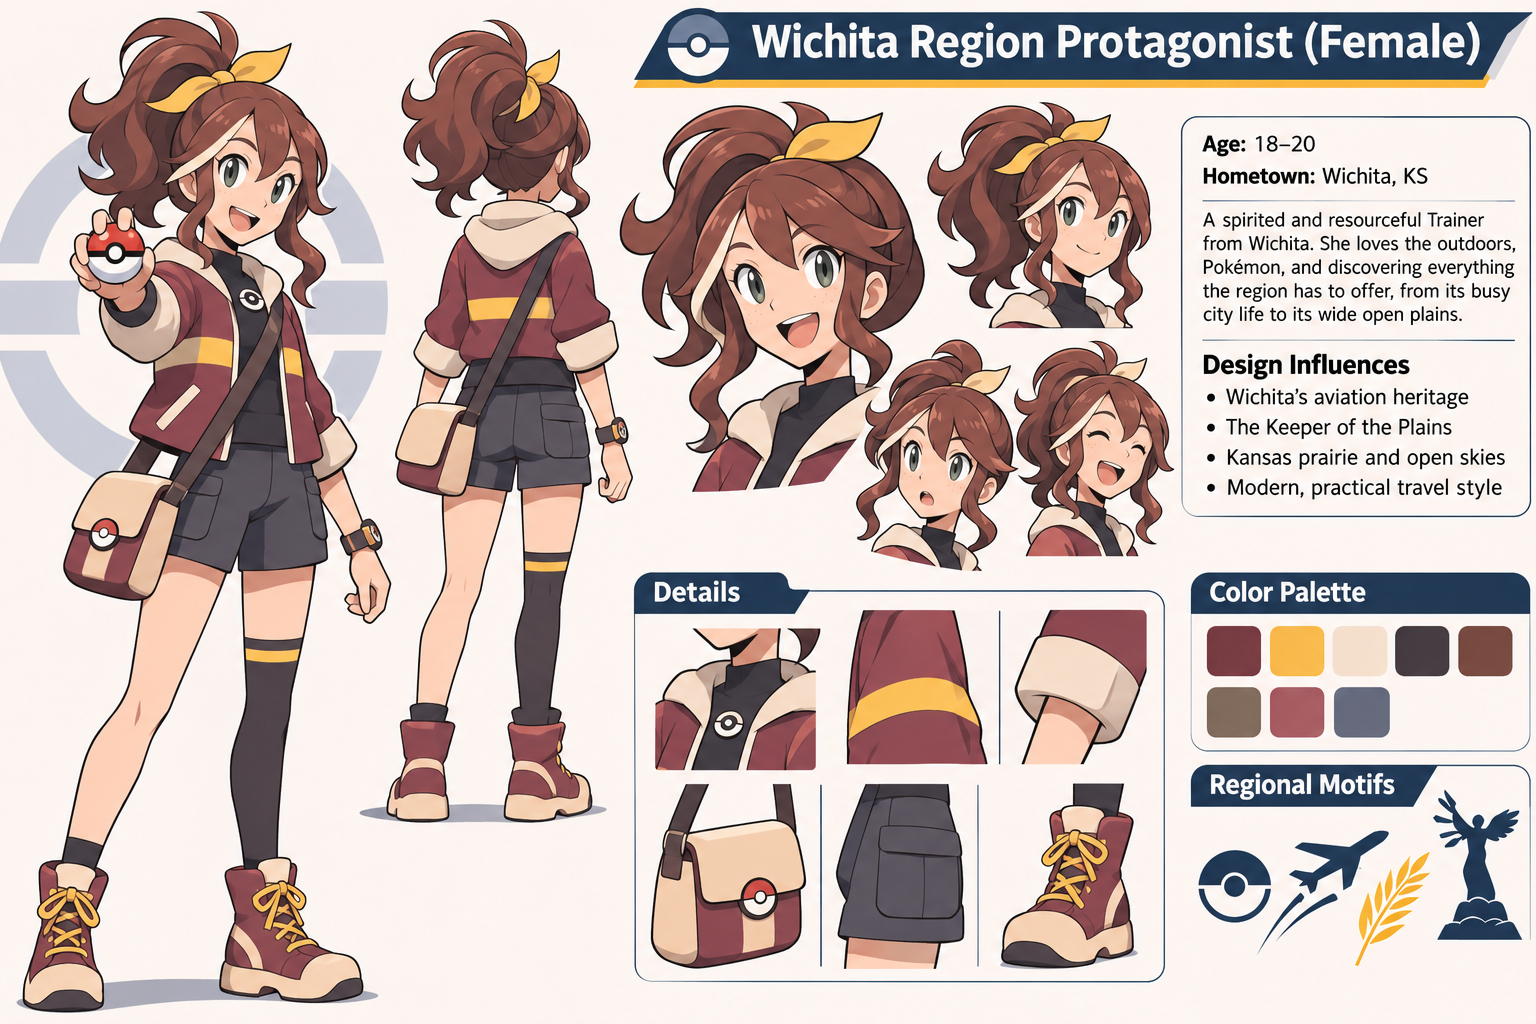 Wichita Region Protagonist (Female)
Age: 18–20
Hometown: Wichita, KS
A spirited and resourceful Trainer
from Wichita. She loves the outdoors,
Pokémon, and discovering everything
the region has to offer, from its busy
city life to its wide open plains.
Design Influences
• Wichita's aviation heritage
• The Keeper of the Plains
• Kansas prairie and open skies
• Modern, practical travel style
Details
Color Palette
Regional Motifs